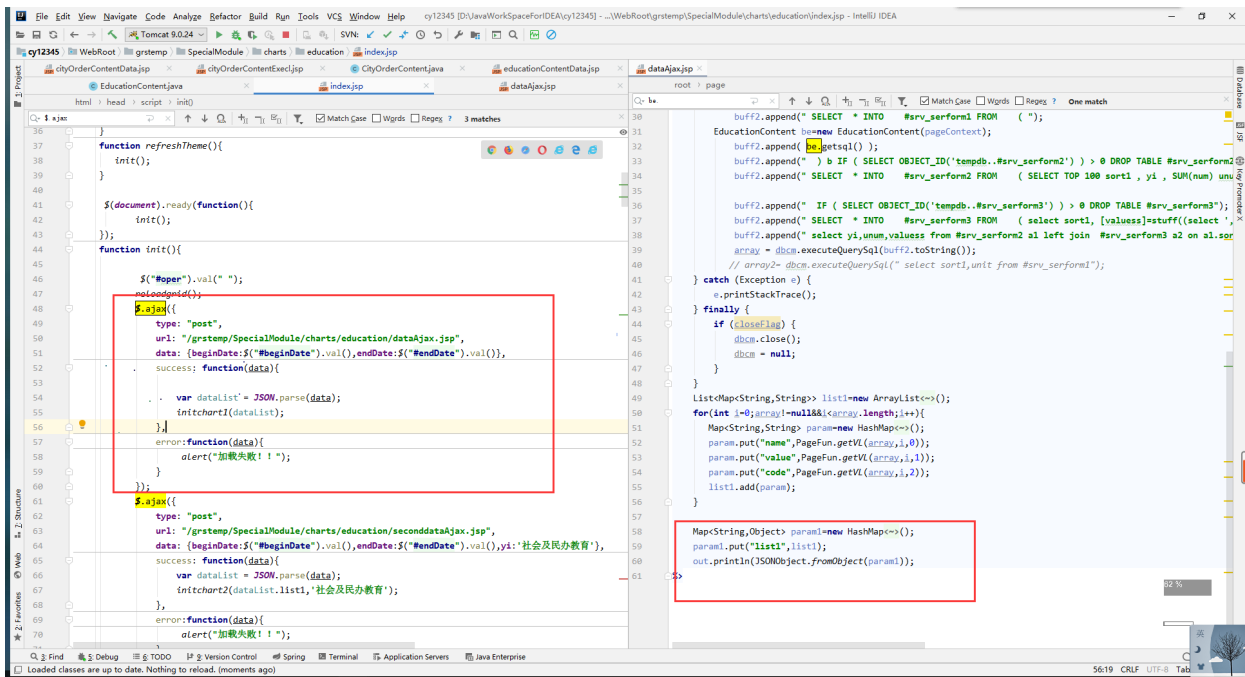 File Edit View Navigate Code Analyze Refactor Build Run Tools VCS Window Help cy12345 [D:\JavaWorkSpaceForIDEA\cy12345] - ...\WebRoot\grstemp\SpecialModule\charts\education\index.jsp - IntelliJ IDEA
Tomcat 9.0.24 SVN:
cy12345 WebRoot grstemp SpecialModule charts education index.jsp
cityOrderContentData.jsp cityOrderContentExecl.jsp CityOrderContent.java educationContentData.jsp
EducationContent.java index.jsp dataAjax.jsp
html head script init()
$.ajax Match Case Words Regex ? 3 matches
36 }
37 function refreshTheme(){
38 init();
39 }
40
41 $(document).ready(function(){
42 init();
43 });
44 function init(){
45
46 $("#oper").val(" ");
47 reloadgrid();
48 $.ajax({
49 type: "post",
50 url: "/grstemp/SpecialModule/charts/education/dataAjax.jsp",
51 data: {beginDate:$("#beginDate").val(),endDate:$("#endDate").val()},
52 success: function(data){
53
54 var dataList = JSON.parse(data);
55 initchart1(dataList);
56 },
57 error:function(data){
58 alert("加载失败！！");
59 }
60 });
61 $.ajax({
62 type: "post",
63 url: "/grstemp/SpecialModule/charts/education/seconddataAjax.jsp",
64 data: {beginDate:$("#beginDate").val(),endDate:$("#endDate").val(),yi:'社会及民办教育'},
65 success: function(data){
66 var dataList = JSON.parse(data);
67 initchart2(dataList.list1,'社会及民办教育');
68 },
69 error:function(data){
70 alert("加载失败！！");
dataAjax.jsp
root page
be. Match Case Words Regex ? One match
30 buff2.append(" SELECT * INTO #srv_serform1 FROM ( ");
31 EducationContent be=new EducationContent(pageContext);
32 buff2.append( be.getsql() );
33 buff2.append(" ) b IF ( SELECT OBJECT_ID('tempdb..#srv_serform2') ) > 0 DROP TABLE #srv_serform2
34 buff2.append(" SELECT * INTO #srv_serform2 FROM ( SELECT TOP 100 sort1 , yi , SUM(num) unu
35
36 buff2.append(" IF ( SELECT OBJECT_ID('tempdb..#srv_serform3') ) > 0 DROP TABLE #srv_serform3");
37 buff2.append(" SELECT * INTO #srv_serform3 FROM ( select sort1, [valuess]=stuff((select ',
38 buff2.append(" select yi,unum,valuess from #srv_serform2 a1 left join #srv_serform3 a2 on a1.sor
39 array = dbcm.executeQuerySql(buff2.toString());
40 // array2= dbcm.executeQuerySql(" select sort1,unit from #srv_serform1");
41 } catch (Exception e) {
42 e.printStackTrace();
43 } finally {
44 if (closeFlag) {
45 dbcm.close();
46 dbcm = null;
47 }
48 }
49 List<Map<String,String>> list1=new ArrayList<~>();
50 for(int i=0;array!=null&&i<array.length;i++){
51 Map<String,String> param=new HashMap<~>();
52 param.put("name",PageFun.getVL(array,i,0));
53 param.put("value",PageFun.getVL(array,i,1));
54 param.put("code",PageFun.getVL(array,i,2));
55 list1.add(param);
56 }
57
58 Map<String,Object> param1=new HashMap<~>();
59 param1.put("list1",list1);
60 out.println(JSONObject.fromObject(param1));
61 %>
62 %
1: Project
Z: Structure
Web
2: Favorites
Database
JSF
Key Promoter X
英
3: Find 5: Debug 6: TODO 9: Version Control Spring Terminal Application Servers Java Enterprise
Loaded classes are up to date. Nothing to reload. (moments ago) 56:19 CRLF UTF-8 Tab